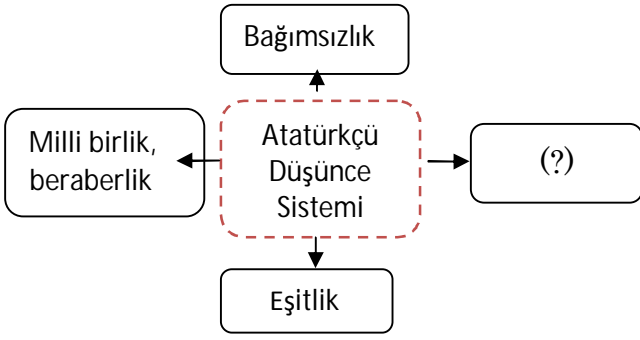 Bağımsızlık
Milli birlik,
beraberlik
Atatürkçü
Düşünce
Sistemi
(?)
Eşitlik